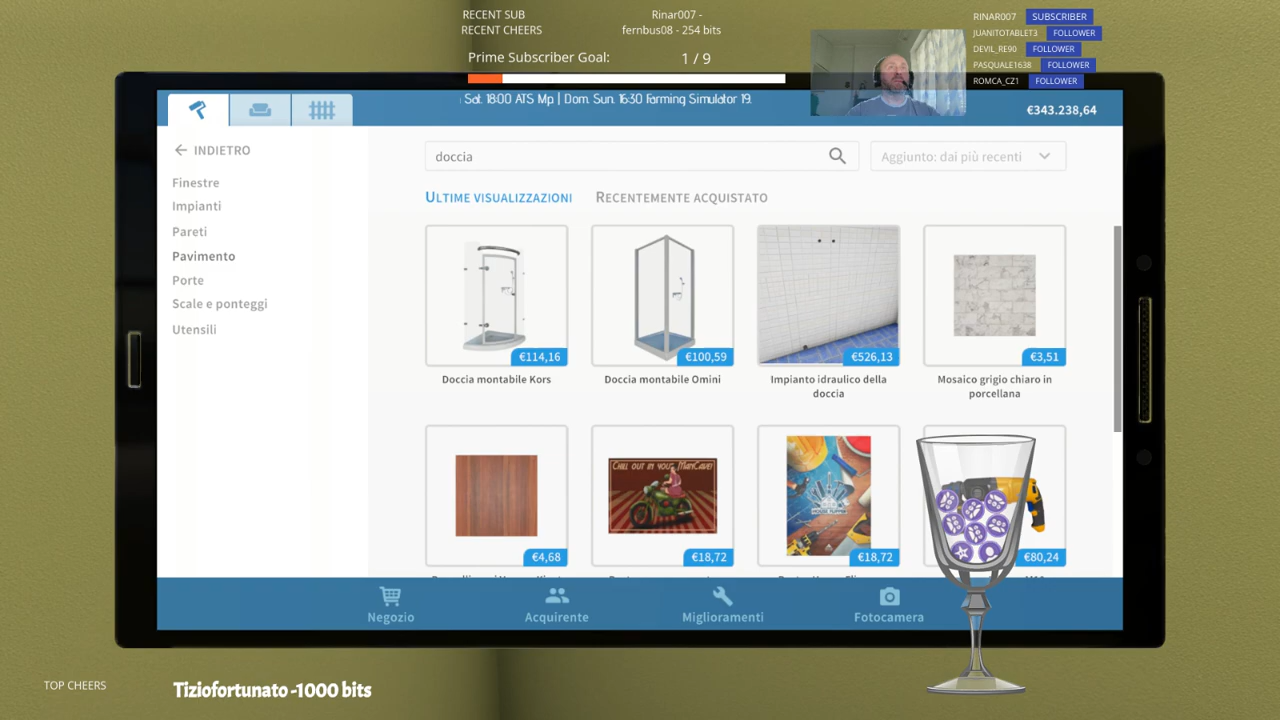 RECENT SUB
Rinar007 -
RECENT CHEERS
fernbus08 - 254 bits
Prime Subscriber Goal:
1 / 9
RINAR007 SUBSCRIBER
JUANITOTABLET3 FOLLOWER
DEVIL_RE90 FOLLOWER
PASQUALE1638 FOLLOWER
ROMCA_CZ1 FOLLOWER
Sat. 18:00 ATS Mp | Dom. Sun. 16:30 Farming Simulator 19.
€343.238,64
INDIETRO
Finestre
Impianti
Pareti
Pavimento
Porte
Scale e ponteggi
Utensili
doccia
Aggiunto: dai più recenti
ULTIME VISUALIZZAZIONI
RECENTEMENTE ACQUISTATO
€114,16
Doccia montabile Kors
€100,59
Doccia montabile Omini
€526,13
Impianto idraulico della
doccia
€3,51
Mosaico grigio chiaro in
porcellana
€4,68
CHILL OUT IN YOUR MANCAVE!
€18,72
HOUSE FLIPPER
€18,72
€80,24
Negozio
Acquirente
Miglioramenti
Fotocamera
TOP CHEERS
Tiziofortunato -1000 bits